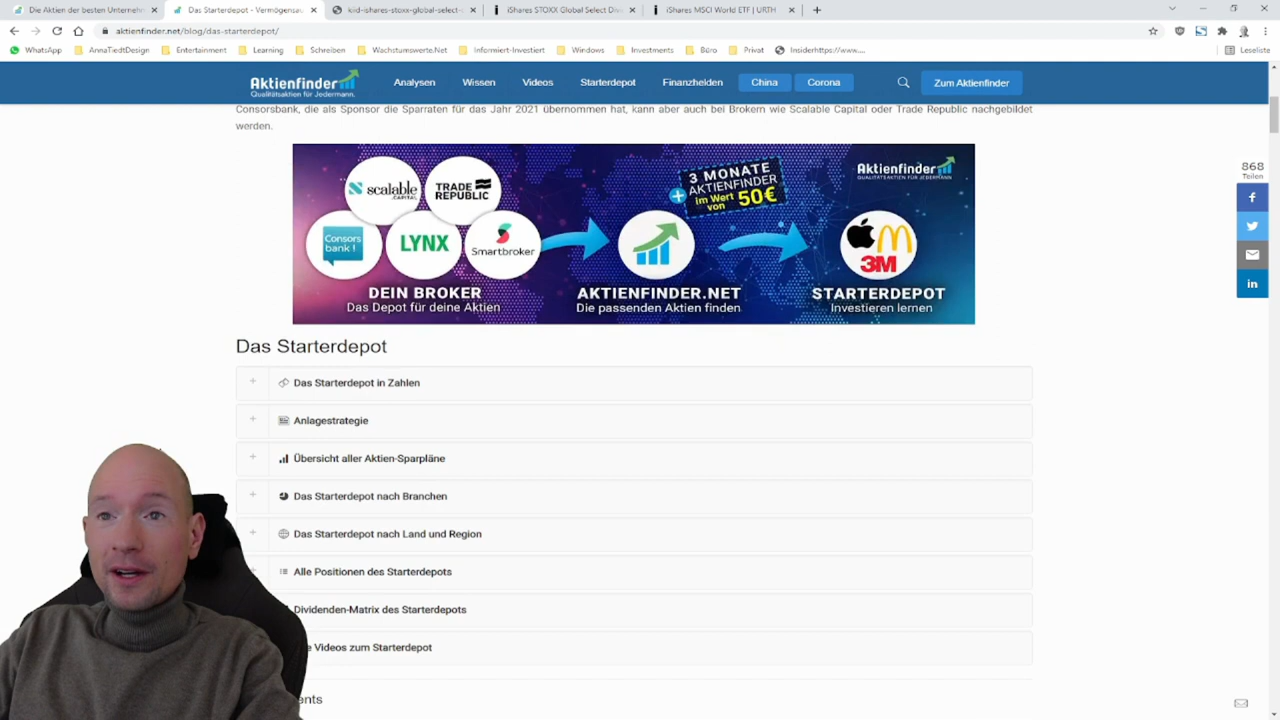 Die Aktien der besten Unternehm
Das Starterdepot - Vermögensau
kiid-ishares-stoxx-global-select-
iShares STOXX Global Select Div
iShares MSCI World ETF | URTH
aktienfinder.net/blog/das-starterdepot/
WhatsApp
AnnaTiedtDesign
Entertainment
Learning
Schreiben
Wachstumswerte.Net
Informiert-Investiert
Windows
Investments
Büro
Privat
Insiderhttps://www....
Leseliste
Aktienfinder
Qualitätsaktien für Jedermann.
Analysen
Wissen
Videos
Starterdepot
Finanzhelden
China
Corona
Zum Aktienfinder
Consorsbank, die als Sponsor die Sparraten für das Jahr 2021 übernommen hat, kann aber auch bei Brokern wie Scalable Capital oder Trade Republic nachgebildet
werden.
scalable
CAPITAL
TRADE
REPUBLIC
Consors
bank!
LYNX
Smartbroker
+ 3 MONATE
AKTIENFINDER
im Wert
von 50€
Aktienfinder
QUALITÄTSAKTIEN FÜR JEDERMANN
3M
DEIN BROKER
Das Depot für deine Aktien
AKTIENFINDER.NET
Die passenden Aktien finden
STARTERDEPOT
Investieren lernen
868
Teilen
Das Starterdepot
Das Starterdepot in Zahlen
Anlagestrategie
Übersicht aller Aktien-Sparpläne
Das Starterdepot nach Branchen
Das Starterdepot nach Land und Region
Alle Positionen des Starterdepots
Dividenden-Matrix des Starterdepots
e Videos zum Starterdepot
ents